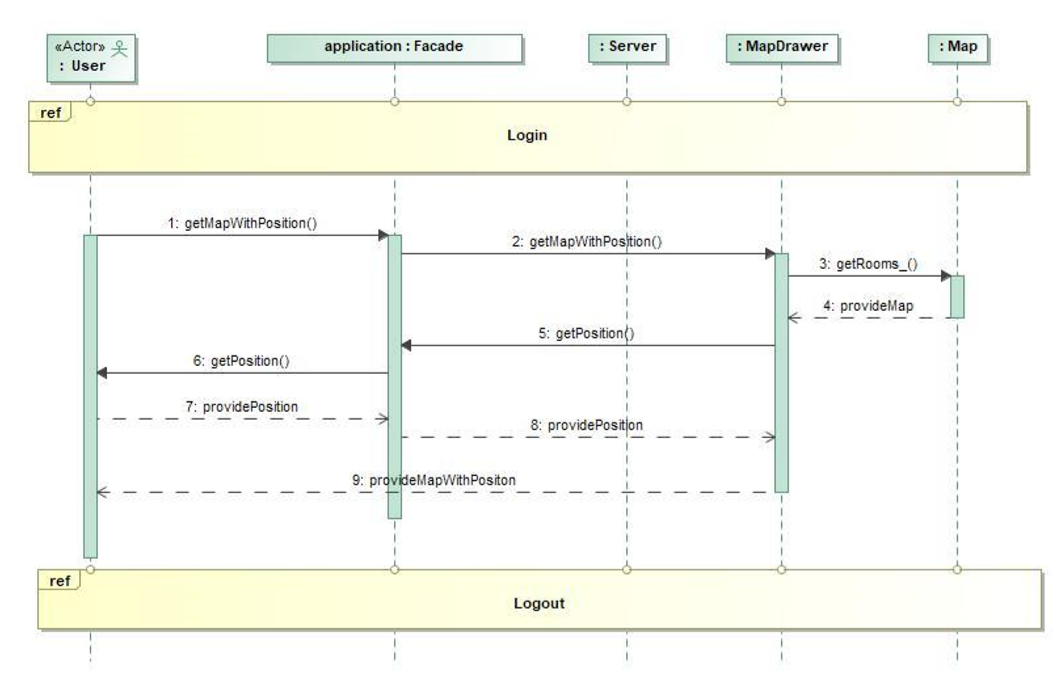 «Actor»
: User
application : Facade
: Server
: MapDrawer
: Map
ref
Login
1: getMapWithPosition()
2: getMapWithPosition()
3: getRooms_()
4: provideMap
5: getPosition()
6: getPosition()
7: providePosition
8: providePosition
9: provideMapWithPositon
ref
Logout